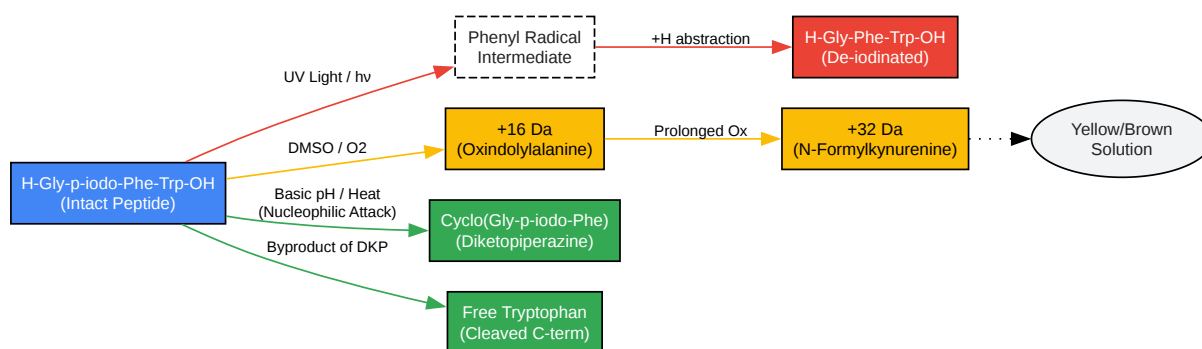 Phenyl Radical
Intermediate
+H abstraction
H-Gly-Phe-Trp-OH
(De-iodinated)
UV Light / hν
+16 Da
(Oxindolylalanine)
Prolonged Ox
+32 Da
(N-Formylkynurenine)
Yellow/Brown
Solution
DMSO / O2
H-Gly-p-iodo-Phe-Trp-OH
(Intact Peptide)
Basic pH / Heat
(Nucleophilic Attack)
Cyclo(Gly-p-iodo-Phe)
(Diketopiperazine)
Byproduct of DKP
Free Tryptophan
(Cleaved C-term)